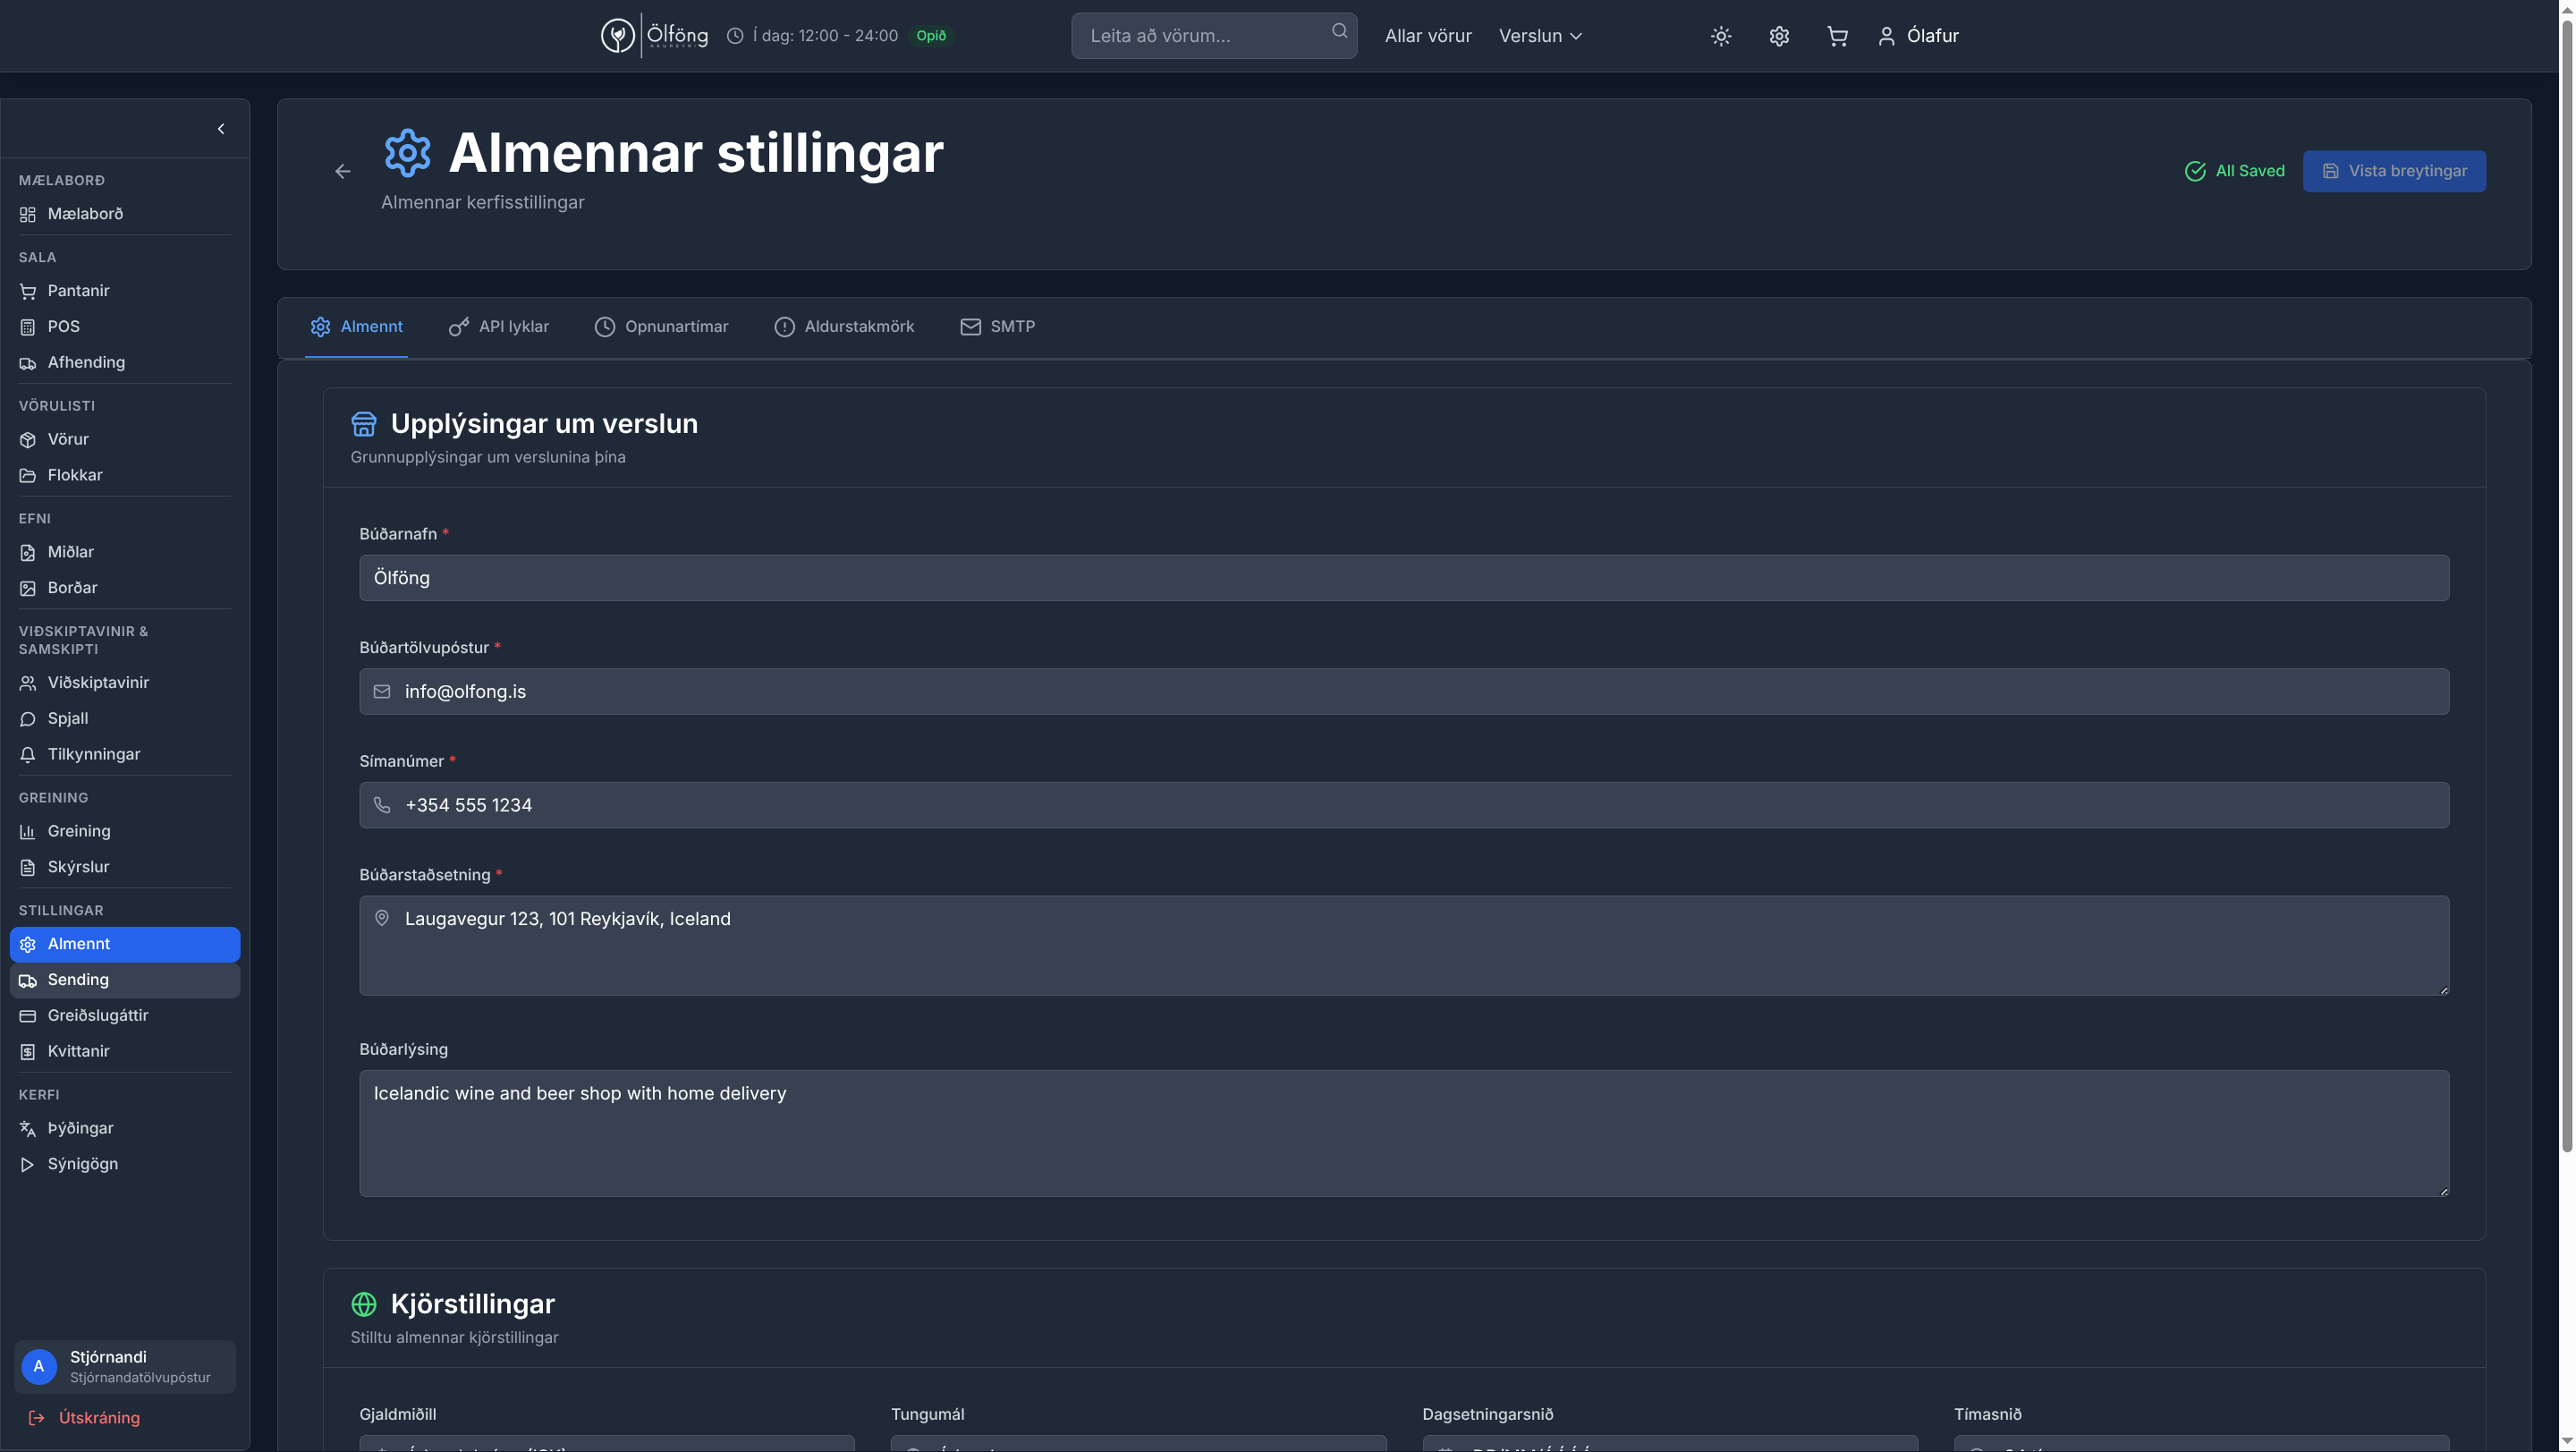 Ölföng
AKUREYRI
Í dag: 12:00 - 24:00
Opið
Leita að vörum...
Allar vörur
Verslun
Ólafur
MÆLABORÐ
Mælaborð
SALA
Pantanir
POS
Afhending
VÖRULISTI
Vörur
Flokkar
EFNI
Miðlar
Borðar
VIÐSKIPTAVINIR &
SAMSKIPTI
Viðskiptavinir
Spjall
Tilkynningar
GREINING
Greining
Skýrslur
STILLINGAR
Almennt
Sending
Greiðslugáttir
Kvittanir
KERFI
Þýðingar
Sýnigögn
A
Stjórnandi
Stjórnandatölvupóstur
Útskráning
Almennar stillingar
Almennar kerfisstillingar
All Saved
Vista breytingar
Almennt
API lyklar
Opnunartímar
Aldurstakmörk
SMTP
Upplýsingar um verslun
Grunnupplýsingar um verslunina þína
Búðarnafn *
Ölföng
Búðartölvupóstur *
info@olfong.is
Símanúmer *
+354 555 1234
Búðarstaðsetning *
Laugavegur 123, 101 Reykjavík, Iceland
Búðarlýsing
Icelandic wine and beer shop with home delivery
Kjörstillingar
Stilltu almennar kjörstillingar
Gjaldmiðill
Tungumál
Dagsetningarsnið
Tímasnið